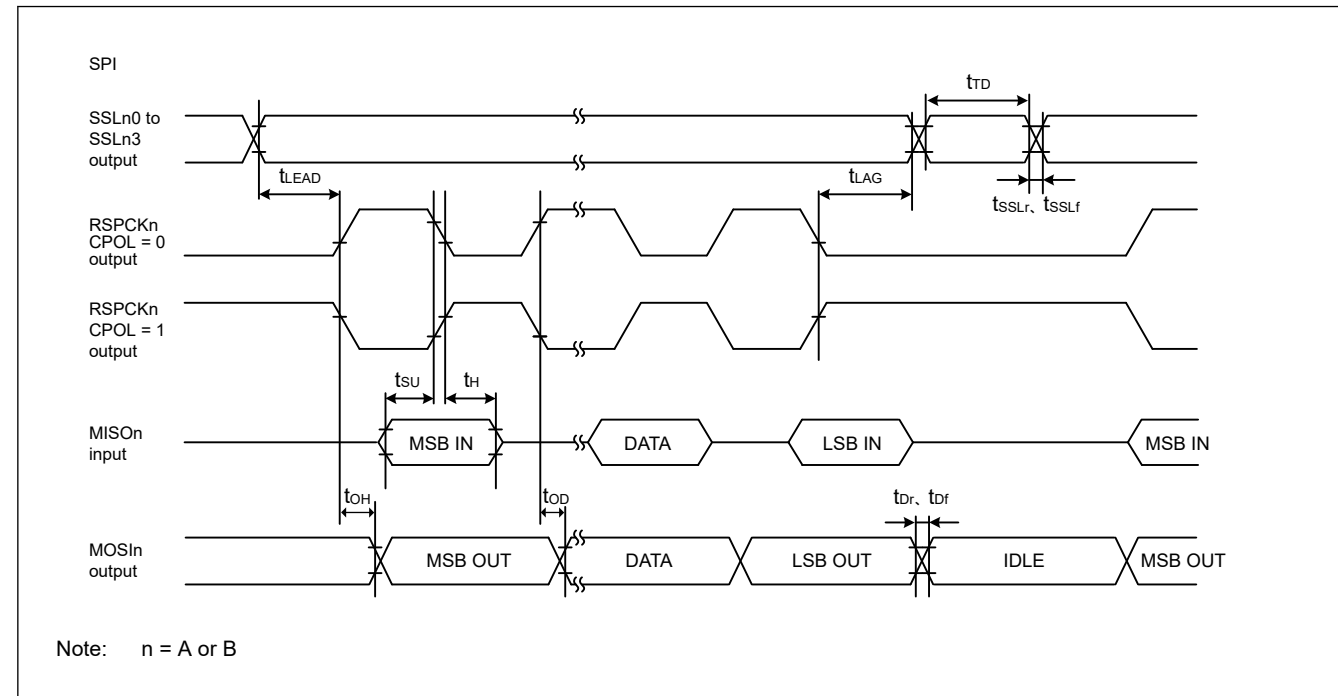 SPI
SSLn0 to
SSLn3
output
tTD
tLEAD
tLAG
tSSLr、tSSLf
RSPCKn
CPOL = 0
output
RSPCKn
CPOL = 1
output
tSU
tH
MISOn
input
MSB IN
DATA
LSB IN
MSB IN
tOH
tOD
tDr、tDf
MOSIn
output
MSB OUT
DATA
LSB OUT
IDLE
MSB OUT
Note: n = A or B